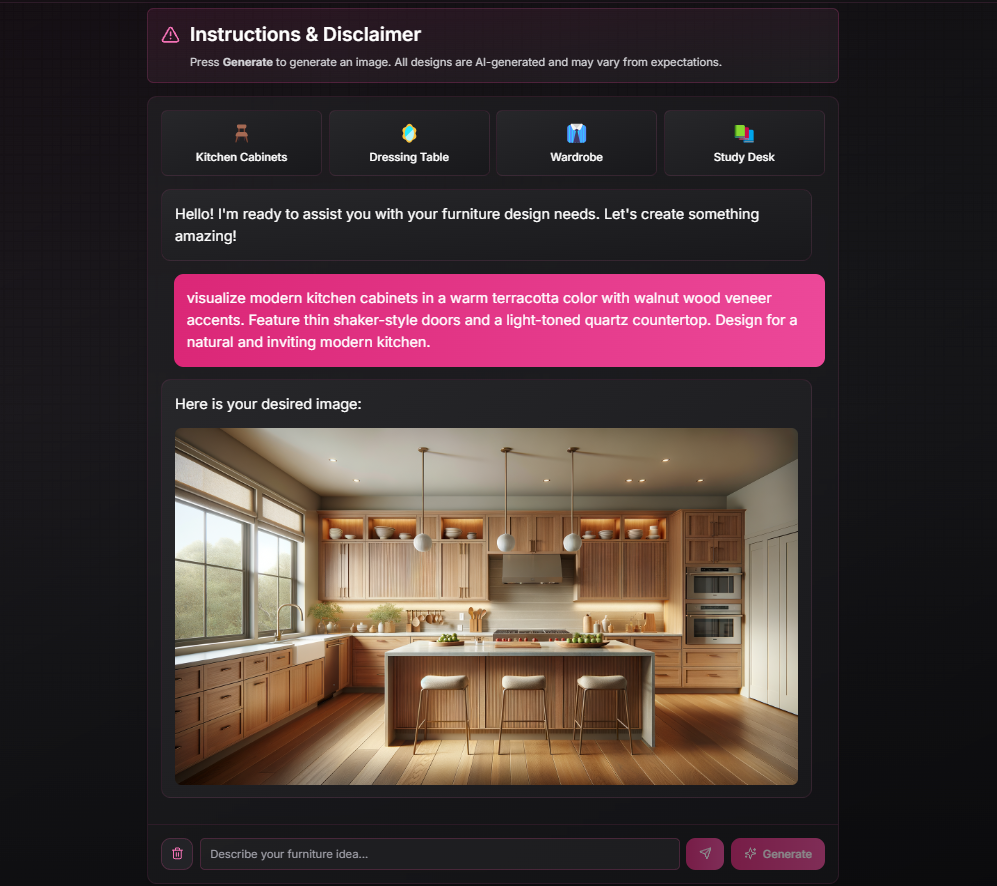 Instructions & Disclaimer
Press Generate to generate an image. All designs are AI-generated and may vary from expectations.
Kitchen Cabinets
Dressing Table
Wardrobe
Study Desk
Hello! I'm ready to assist you with your furniture design needs. Let's create something
amazing!
visualize modern kitchen cabinets in a warm terracotta color with walnut wood veneer
accents. Feature thin shaker-style doors and a light-toned quartz countertop. Design for a
natural and inviting modern kitchen.
Here is your desired image:
Describe your furniture idea...
Generate